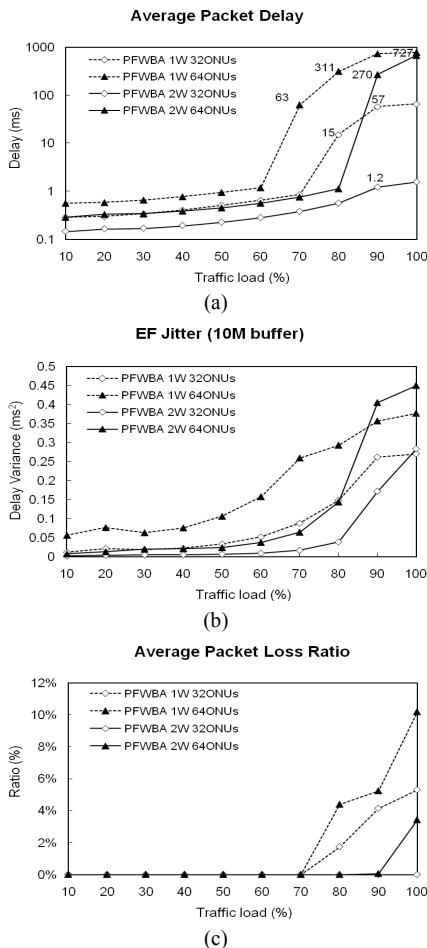 Average Packet Delay
1000
100
10
1
0.1
Delay (ms)
PFWBA 1W 32ONUs
PFWBA 1W 64ONUs
PFWBA 2W 32ONUs
PFWBA 2W 64ONUs
63
311
270
727
57
15
1.2
10 20 30 40 50 60 70 80 90 100
Traffic load (%)
(a)
EF Jitter (10M buffer)
0.5
0.45
0.4
0.35
0.3
0.25
0.2
0.15
0.1
0.05
0
Delay Variance (ms²)
PFWBA 1W 32ONUs
PFWBA 1W 64ONUs
PFWBA 2W 32ONUs
PFWBA 2W 64ONUs
10 20 30 40 50 60 70 80 90 100
Traffic load (%)
(b)
Average Packet Loss Ratio
12%
10%
8%
6%
4%
2%
0%
Ratio (%)
PFWBA 1W 32ONUs
PFWBA 1W 64ONUs
PFWBA 2W 32ONUs
PFWBA 2W 64ONUs
10 20 30 40 50 60 70 80 90 100
Traffic load (%)
(c)